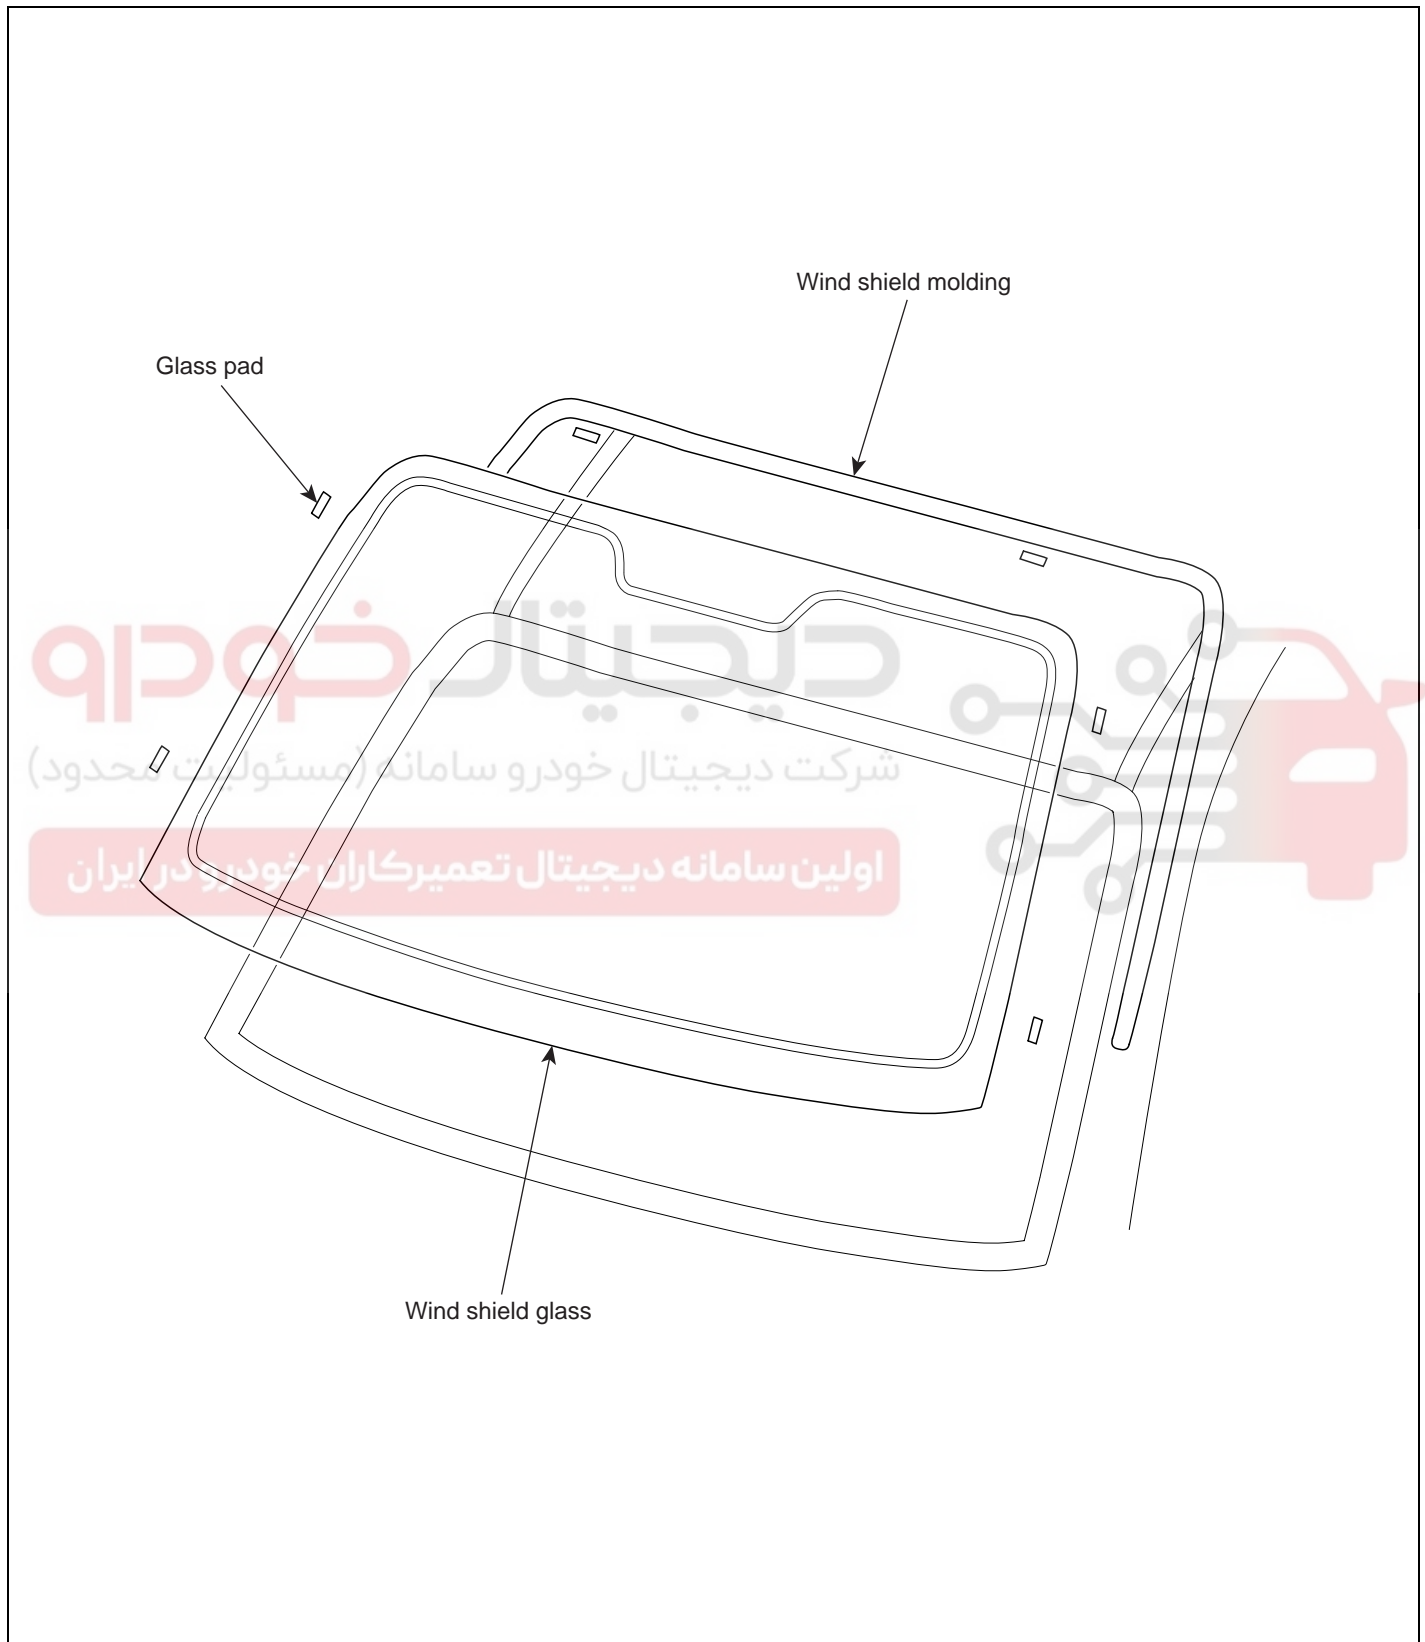 Wind shield molding
Glass pad
دیجیتال خودرو
شرکت دیجیتال خودرو سامانه (مسئولیت محدود)
اولین سامانه دیجیتال تعمیرکاران خودرو در ایران
Wind shield glass